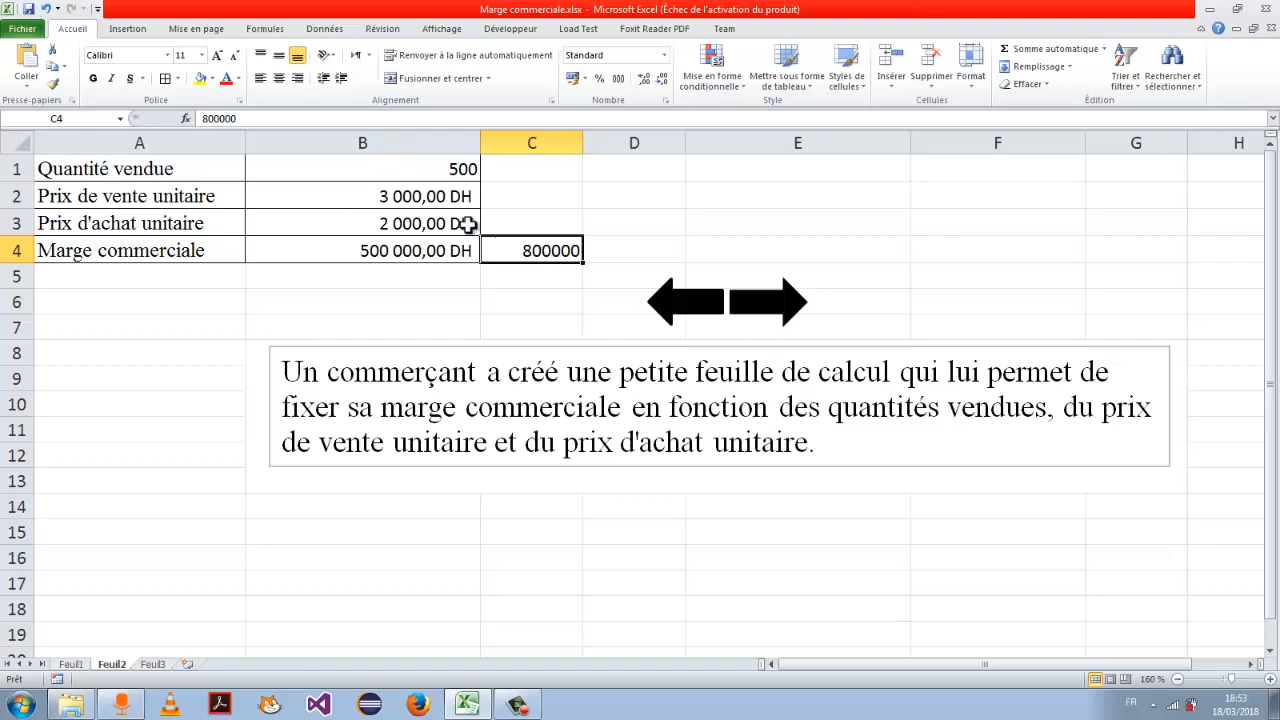 Marge commerciale.xlsx - Microsoft Excel (Échec de l'activation du produit)
Fichier Accueil Insertion Mise en page Formules Données Révision Affichage Développeur Load Test Foxit Reader PDF Team
Calibri 11 Renvoyer à la ligne automatiquement Standard Somme automatique
Coller Mise en forme conditionnelle Mettre sous forme de tableau Styles de cellules Insérer Supprimer Format Remplissage Trier et filtrer Rechercher et sélectionner
G I S Fusionner et centrer % 000 Effacer
Presse-papiers Police Alignement Nombre Style Cellules Édition
C4 fx 800000
A B C D E F G H
1 Quantité vendue 500
2 Prix de vente unitaire 3 000,00 DH
3 Prix d'achat unitaire 2 000,00
4 Marge commerciale 500 000,00 DH 800000
5
6
7
8
Un commerçant a créé une petite feuille de calcul qui lui permet de
9
fixer sa marge commerciale en fonction des quantités vendues, du prix
10
de vente unitaire et du prix d'achat unitaire.
11
12
13
14
15
16
17
18
19
Feuil1 Feuil2 Feuil3
Prêt 160 %
FR 18:53
18/03/2018